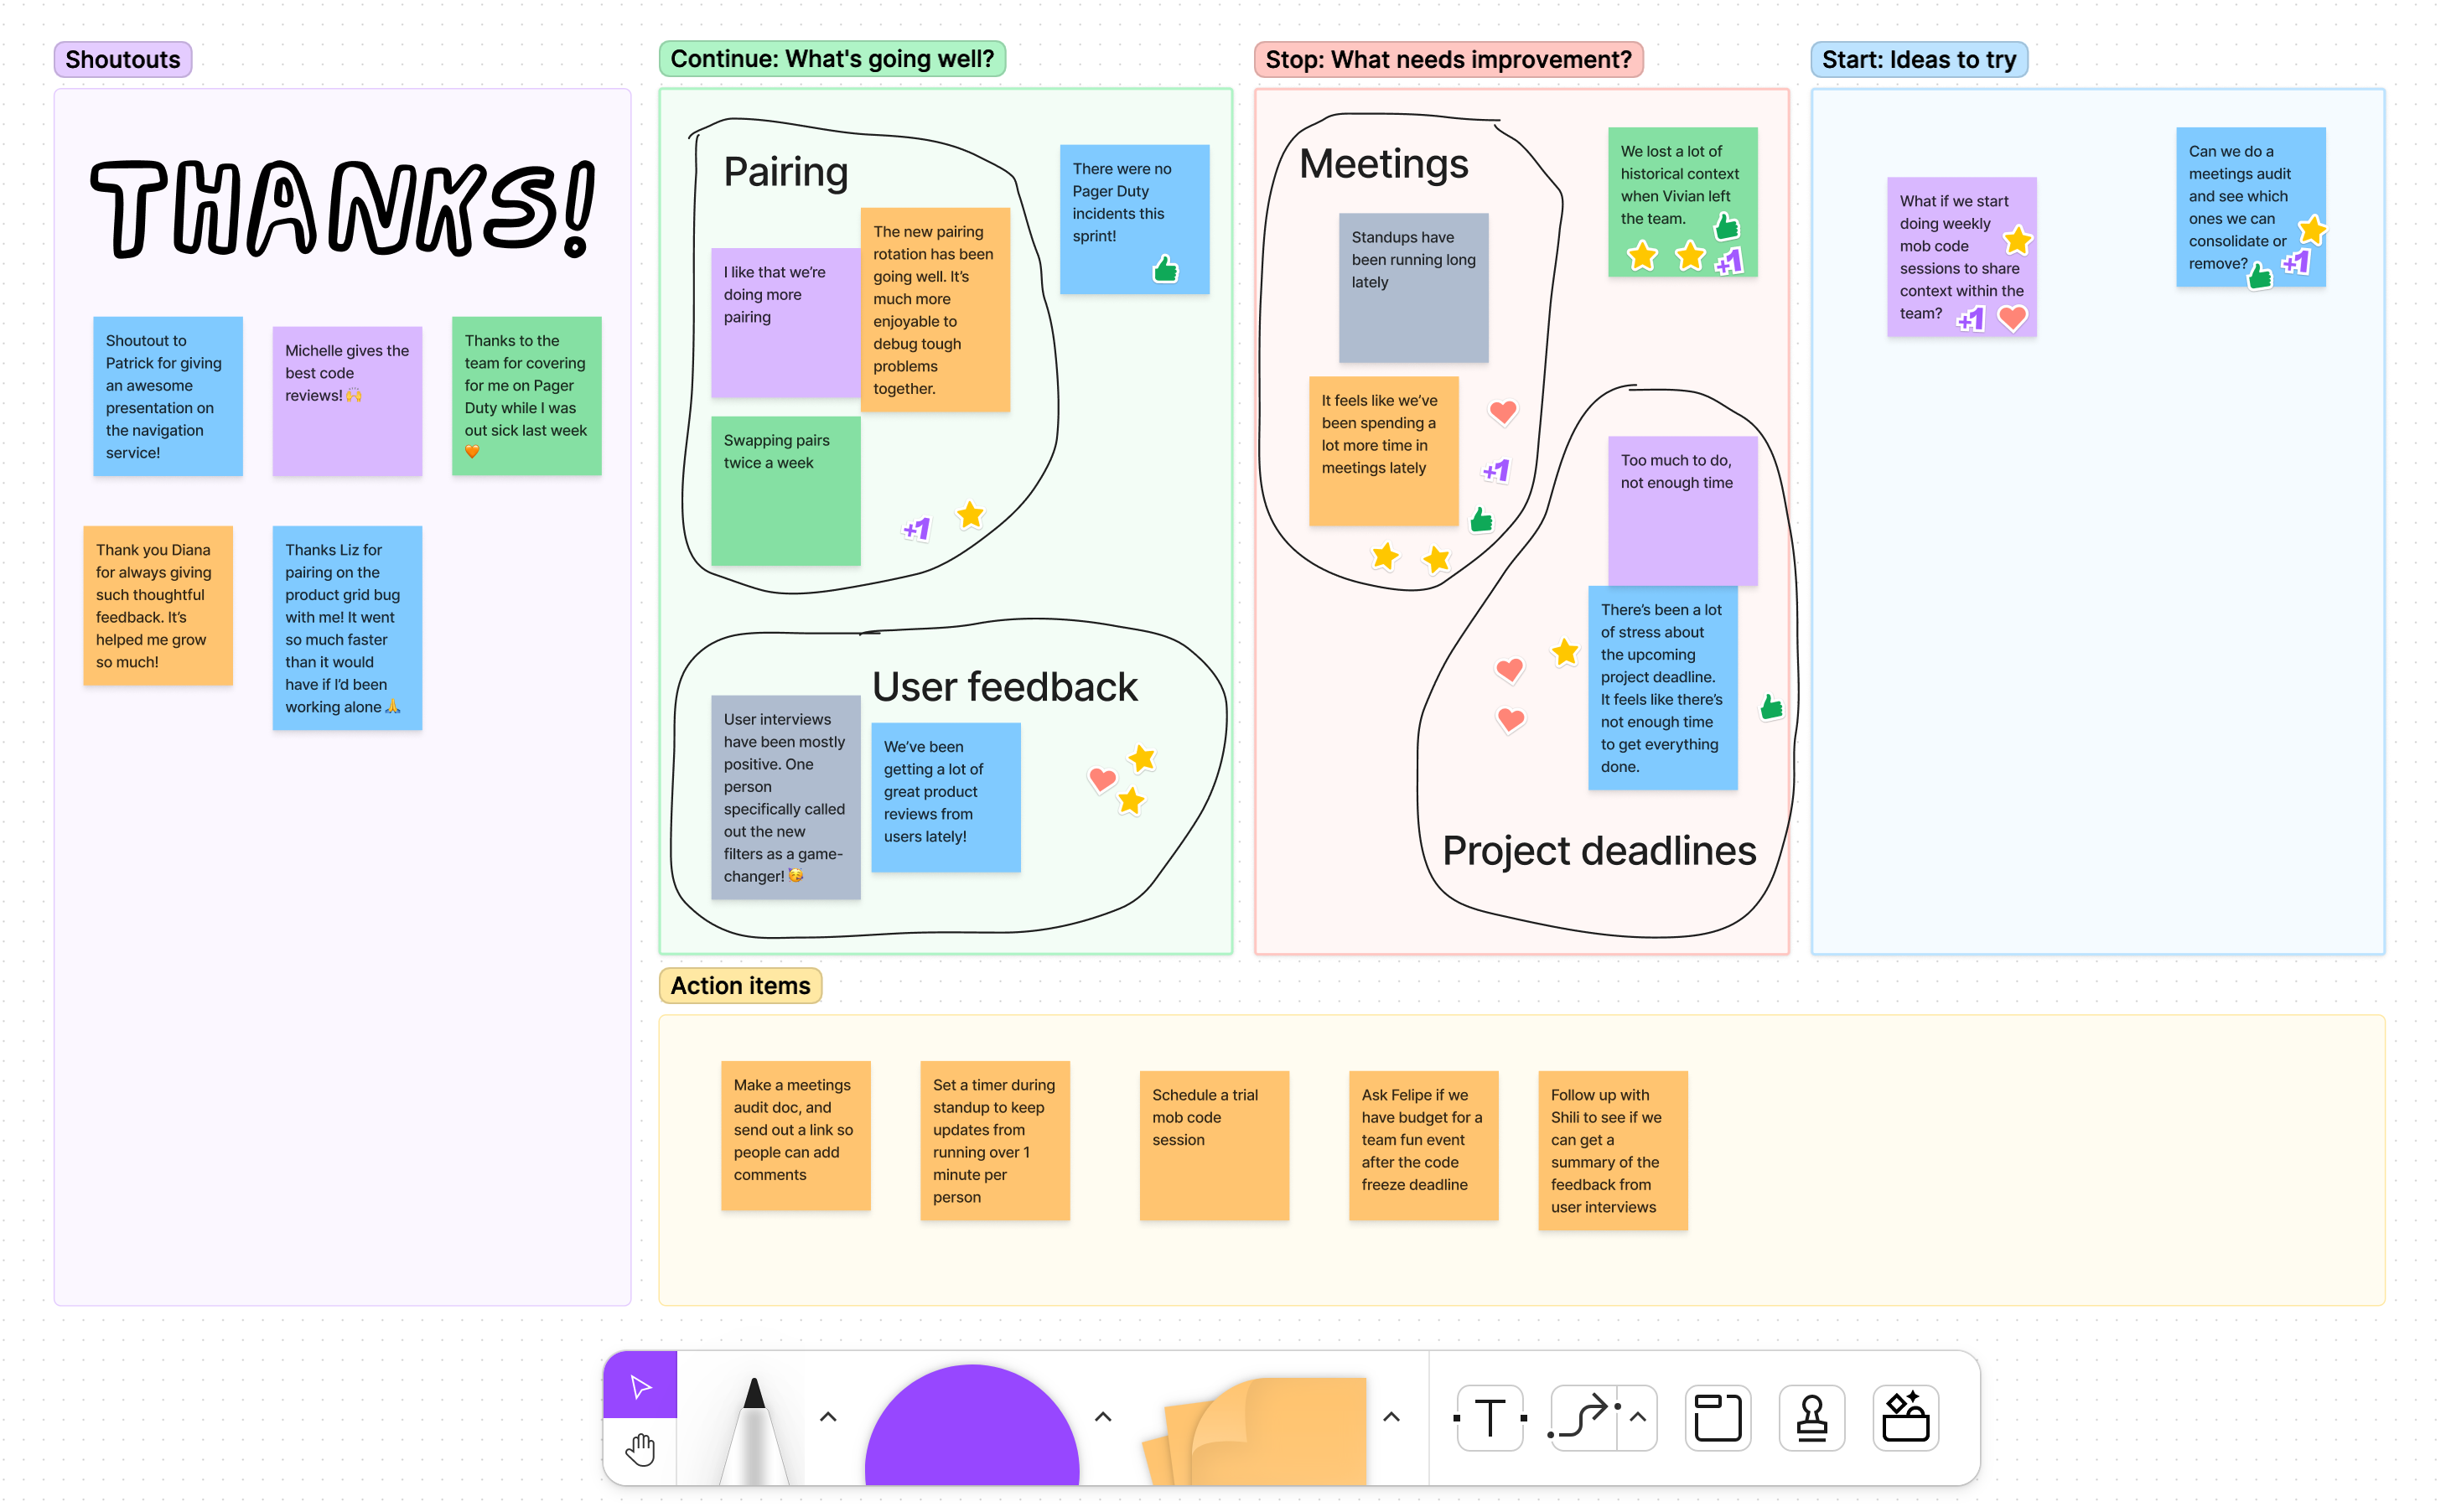 Shoutouts
THANKS!
Shoutout to
Patrick for giving
an awesome
presentation on
the navigation
service!
Michelle gives the
best code
reviews! 🙌
Thanks to the
team for covering
for me on Pager
Duty while I was
out sick last week
🧡
Thank you Diana
for always giving
such thoughtful
feedback. It's
helped me grow
so much!
Thanks Liz for
pairing on the
product grid bug
with me! It went
so much faster
than it would
have if I'd been
working alone 🙏
Continue: What's going well?
Pairing
I like that we're
doing more
pairing
The new pairing
rotation has been
going well. It's
much more
enjoyable to
debug tough
problems
together.
Swapping pairs
twice a week
+1
There were no
Pager Duty
incidents this
sprint!
User feedback
User interviews
have been mostly
positive. One
person
specifically called
out the new
filters as a game-
changer! 🥳
We've been
getting a lot of
great product
reviews from
users lately!
Stop: What needs improvement?
Meetings
Standups have
been running long
lately
It feels like we've
been spending a
lot more time in
meetings lately
+1
We lost a lot of
historical context
when Vivian left
the team.
+1
Too much to do,
not enough time
There's been a lot
of stress about
the upcoming
project deadline.
It feels like there's
not enough time
to get everything
done.
Project deadlines
Start: Ideas to try
What if we start
doing weekly
mob code
sessions to share
context within the
team?
+1
Can we do a
meetings audit
and see which
ones we can
consolidate or
remove?
+1
Action items
Make a meetings
audit doc, and
send out a link so
people can add
comments
Set a timer during
standup to keep
updates from
running over 1
minute per
person
Schedule a trial
mob code
session
Ask Felipe if we
have budget for a
team fun event
after the code
freeze deadline
Follow up with
Shili to see if we
can get a
summary of the
feedback from
user interviews
T